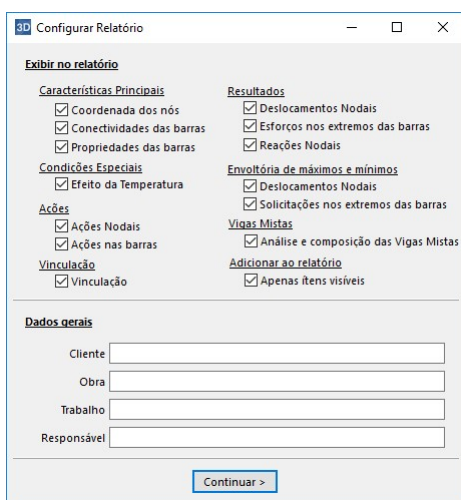 3D Configurar Relatório
Exibir no relatório
Características Principais
Coordenada dos nós
Conectividades das barras
Propriedades das barras
Condições Especiais
Efeito da Temperatura
Ações
Ações Nodais
Ações nas barras
Vinculação
Vinculação
Resultados
Deslocamentos Nodais
Esforços nos extremos das barras
Reações Nodais
Envoltória de máximos e mínimos
Deslocamentos Nodais
Solicitações nos extremos das barras
Vigas Mistas
Análise e composição das Vigas Mistas
Adicionar ao relatório
Apenas ítens visíveis
Dados gerais
Cliente
Obra
Trabalho
Responsável
Continuar >